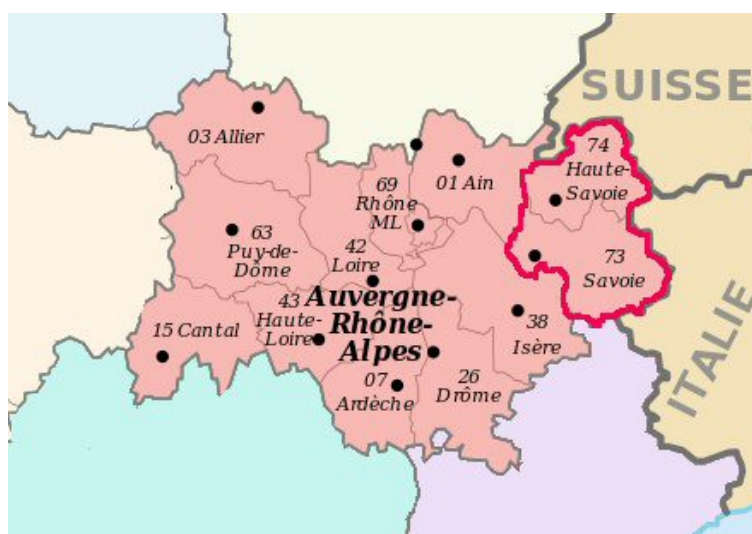 SUISSE
03 Allier
74
Haute-
Savoie
69
Rhône
ML
01 Ain
63
Puy-de-
Dôme
42
Loire
73
Savoie
43
Haute-
Loire
Auvergne-
Rhône-
Alpes
15 Cantal
38
Isère
07
Ardèche
26
Drôme
ITALIE